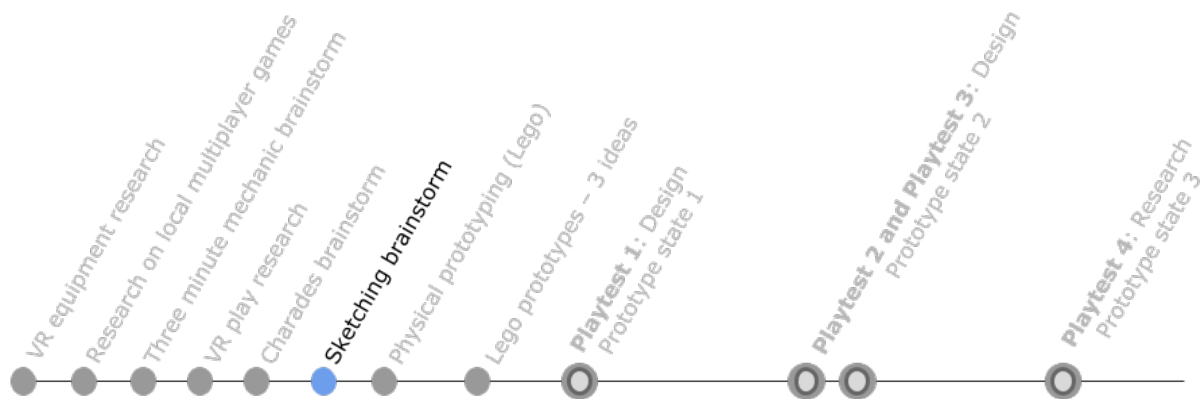 VR equipment research
Research on local multiplayer games
Three minute mechanic brainstorm
VR play research
Charades brainstorm
Sketching brainstorm
Physical prototyping (Lego)
Lego prototypes – 3 ideas
Playtest 1: Design
Prototype state 1
Playtest 2 and Playtest 3: Design
Prototype state 2
Playtest 4: Research
Prototype state 3